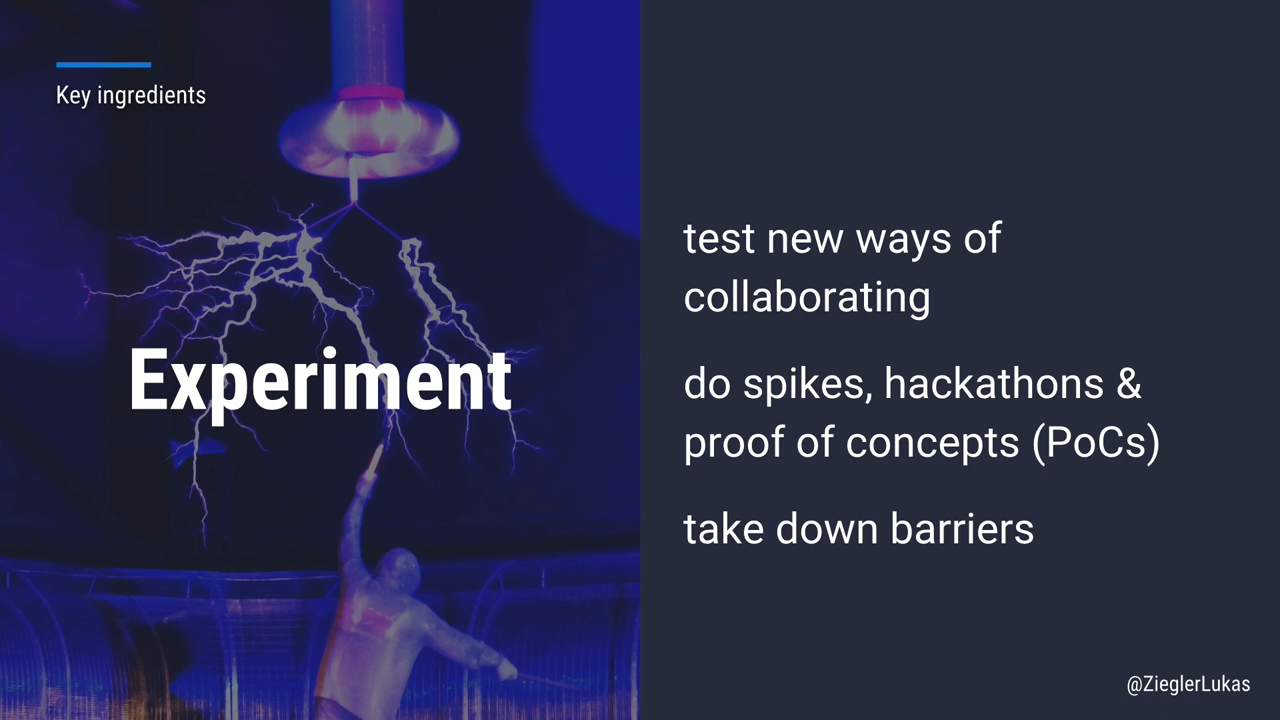 Key ingredients
Experiment
test new ways of
collaborating
do spikes, hackathons &
proof of concepts (PoCs)
take down barriers
@ZieglerLukas